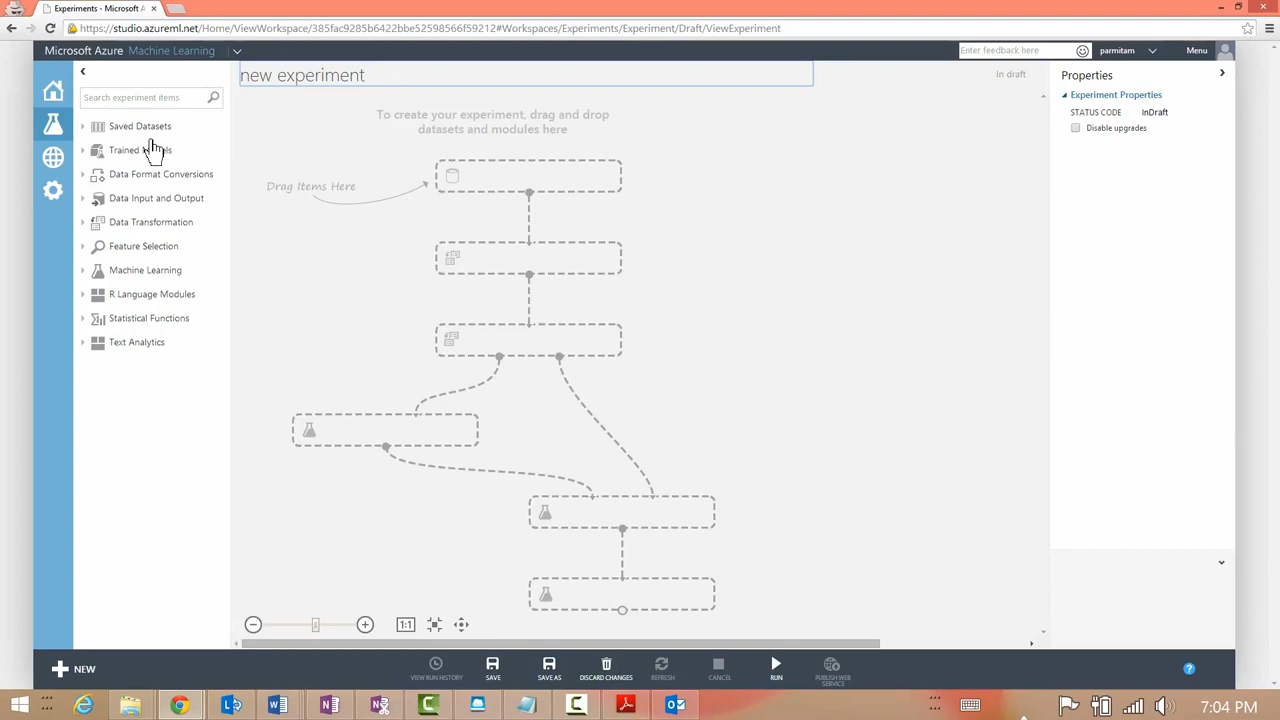 Experiments - Microsoft A
https://studio.azureml.net/Home/ViewWorkspace/385fac9285b6422bbe52598566f59212#Workspaces/Experiments/Experiment/Draft/ViewExperiment
Microsoft Azure Machine Learning
Enter feedback here
parmitam
Menu
Search experiment items
Saved Datasets
Data Format Conversions
Data Input and Output
Data Transformation
Feature Selection
Machine Learning
R Language Modules
Statistical Functions
Text Analytics
new experiment
In draft
To create your experiment, drag and drop
datasets and modules here
Drag Items Here
Properties
Experiment Properties
STATUS CODE InDraft
Disable upgrades
1:1
NEW
VIEW RUN HISTORY
SAVE
SAVE AS
DISCARD CHANGES
REFRESH
CANCEL
RUN
PUBLISH WEB
SERVICE
7:04 PM